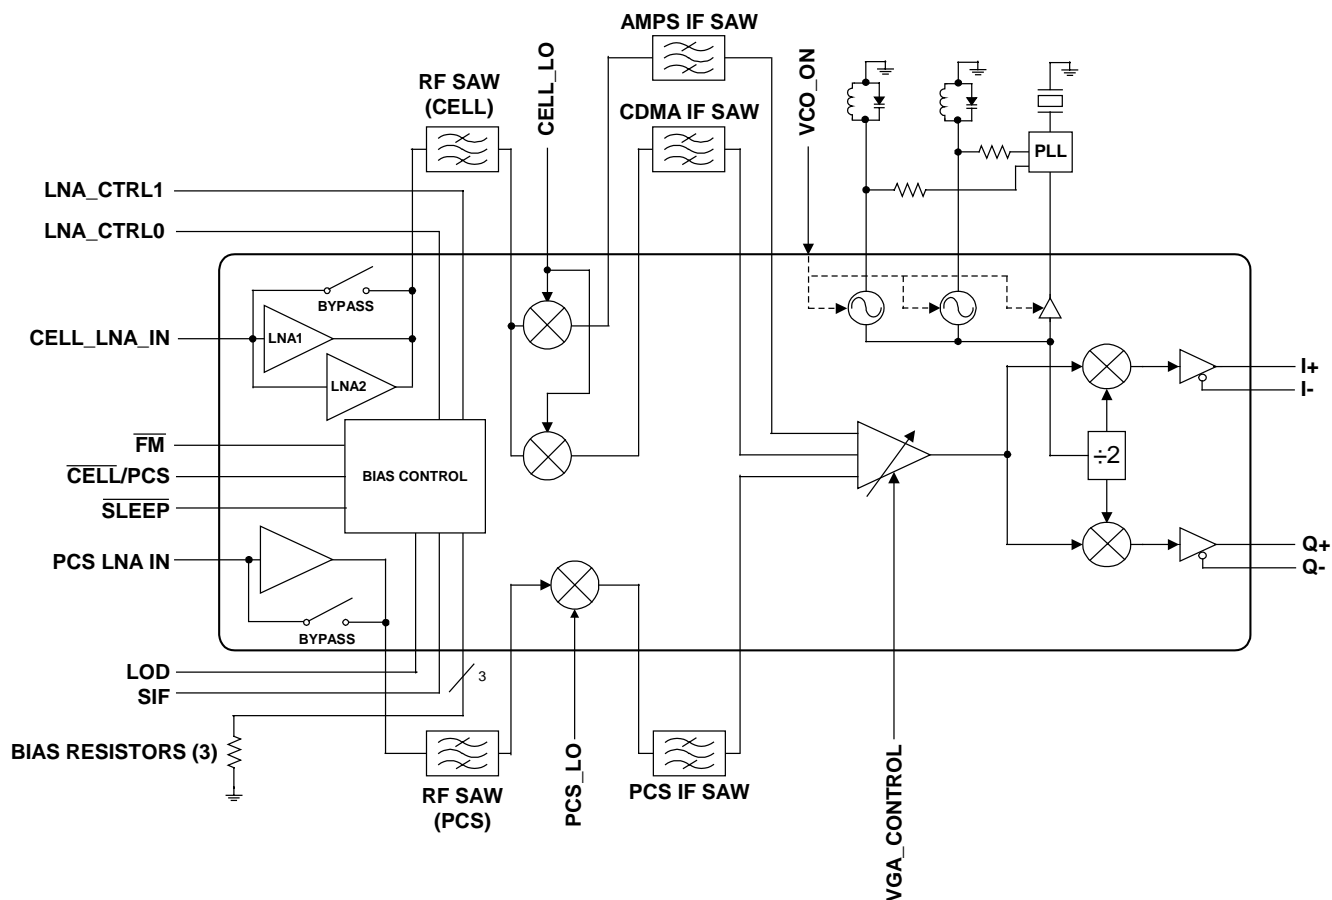 AMPS IF SAW
CELL_LO
RF SAW
(CELL)
CDMA IF SAW
VCO_ON
PLL
LNA_CTRL1
LNA_CTRL0
BYPASS
CELL_LNA_IN
LNA1
LNA2
I+
I-
FM
CELL/PCS
SLEEP
BIAS CONTROL
÷2
PCS LNA IN
BYPASS
Q+
Q-
LOD
SIF
3
BIAS RESISTORS (3)
RF SAW
(PCS)
PCS_LO
PCS IF SAW
VGA_CONTROL